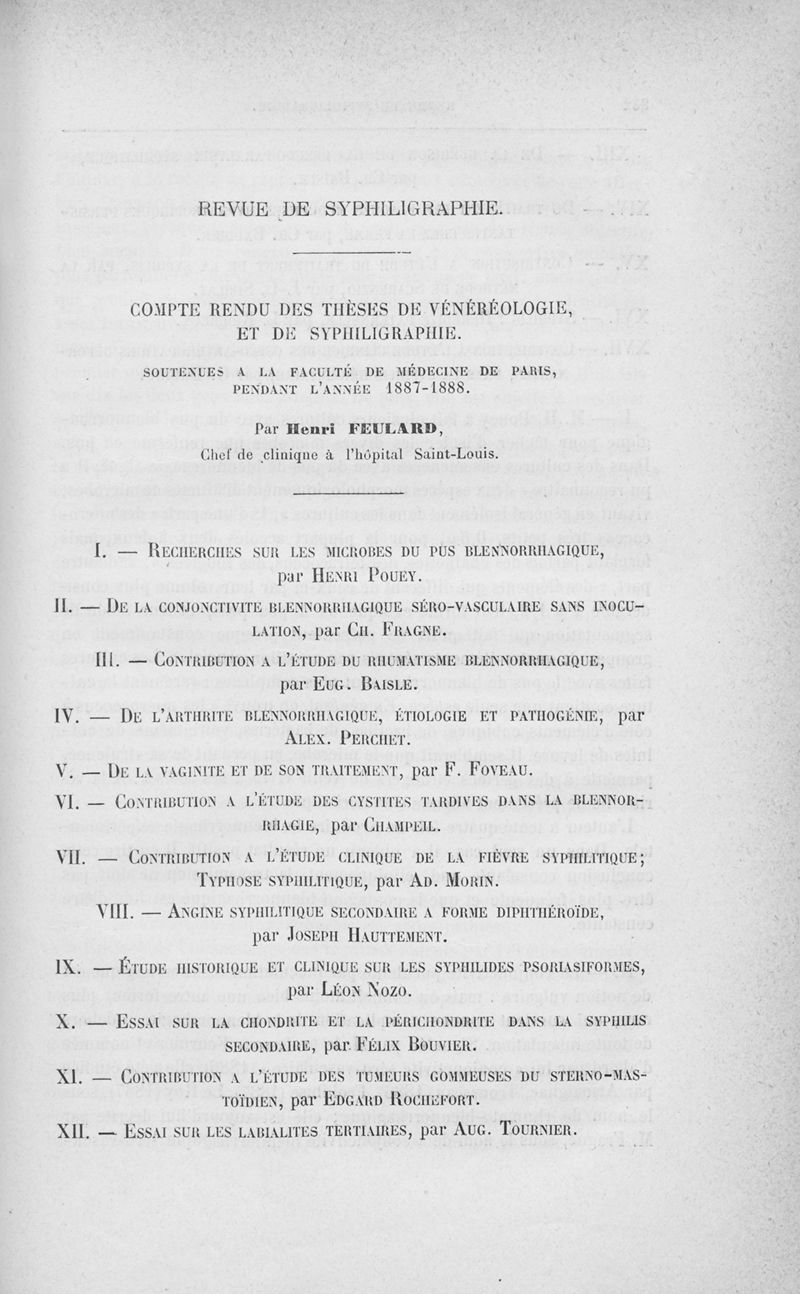 REVUE DE SYPHILIGRAPHIE.
COMPTE RENDU DES THÈSES DE VÉNÉRÉOLOGIE,
ET DE SYPHILIGRAPHIE.
SOUTENUES A LA FACULTÉ DE MÉDECINE DE PARIS,
PENDANT L'ANNÉE 1887-1888.
Par Henri FEULARD,
Chef de clinique à l'hôpital Saint-Louis.
I. — RECHERCHES SUR LES MICROBES DU PUS BLENNORRHAGIQUE,
par HENRI POUEY.
II. — DE LA CONJONCTIVITE BLENNORRHAGIQUE SÉRO-VASCULAIRE SANS INOCU-
LATION, par CH. FRAGNE.
III. — CONTRIBUTION A L'ÉTUDE DU RHUMATISME BLENNORRHAGIQUE,
par EUG. BAISLE.
IV. — DE L'ARTHRITE BLENNORRHAGIQUE, ÉTIOLOGIE ET PATHOGÉNIE, par
ALEX. PERCHET.
V. — DE LA VAGINITE ET DE SON TRAITEMENT, par F. FOVEAU.
VI. — CONTRIBUTION A L'ÉTUDE DES CYSTITES TARDIVES DANS LA BLENNOR-
RHAGIE, par CHAMPEIL.
VII. — CONTRIBUTION A L'ÉTUDE CLINIQUE DE LA FIÈVRE SYPHILITIQUE;
TYPHOSE SYPHILITIQUE, par AD. MORIN.
VIII. — ANGINE SYPHILITIQUE SECONDAIRE A FORME DIPHTHÉROÏDE,
par JOSEPH HAUTTEMENT.
IX. — ÉTUDE HISTORIQUE ET CLINIQUE SUR LES SYPHILIDES PSORIASIFORMES,
par LÉON NOZO.
X. — ESSAI SUR LA CHONDRITE ET LA PÉRICHONDRITE DANS LA SYPHILIS
SECONDAIRE, par FÉLIX BOUVIER.
XI. — CONTRIBUTION A L'ÉTUDE DES TUMEURS GOMMEUSES DU STERNO-MAS-
TOÏDIEN, par EDGARD ROCHEFORT.
XII. — ESSAI SUR LES LABIALITES TERTIAIRES, par AUG. TOURNIER.